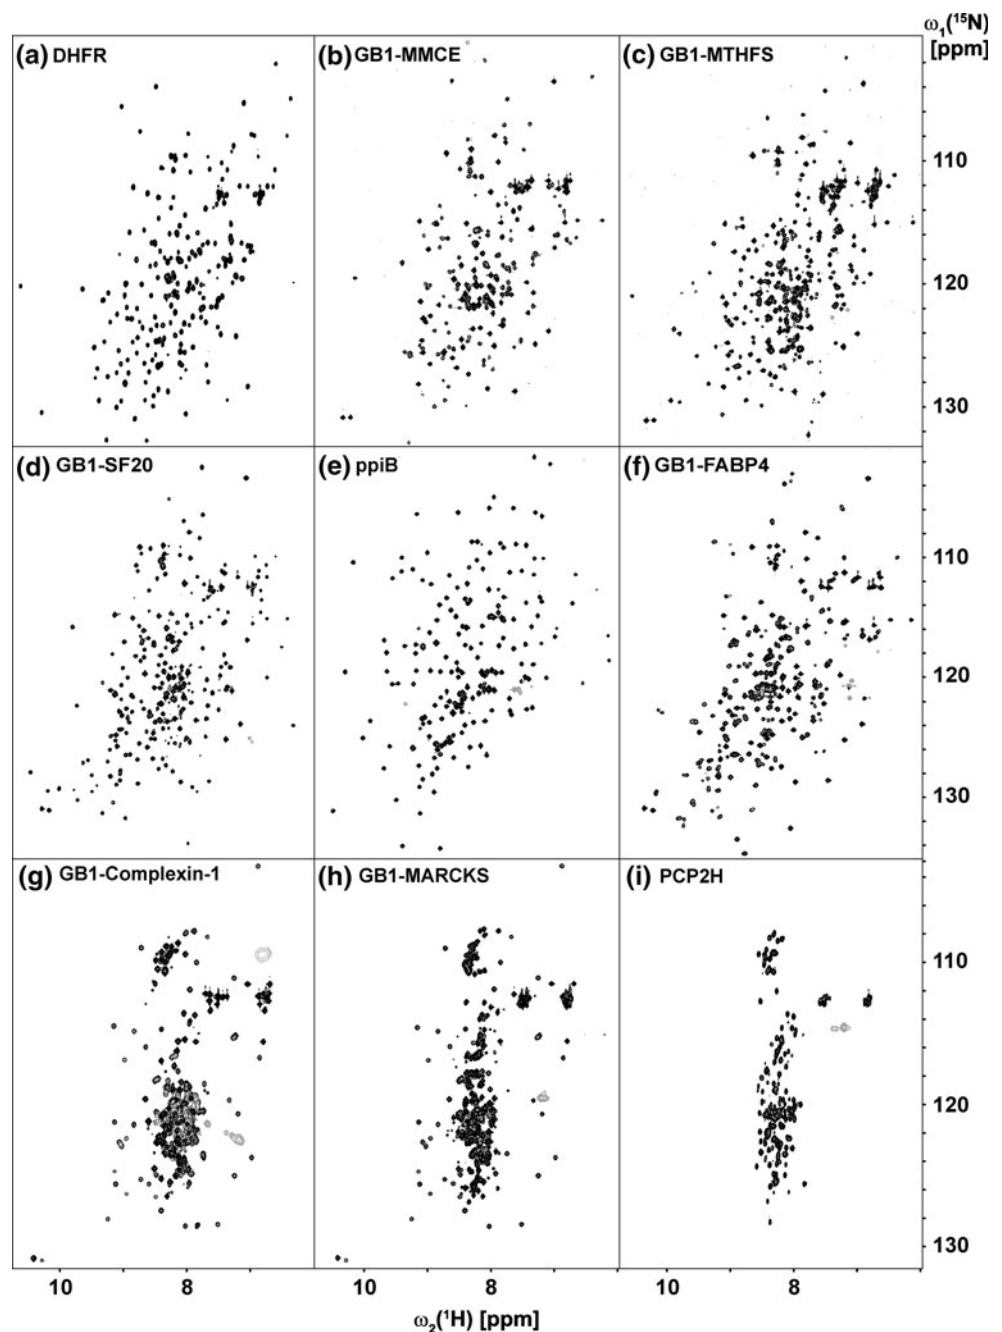 ω₁(¹⁵N)
[ppm]
(a) DHFR
(b) GB1-MMCE
(c) GB1-MTHFS
110
120
130
(d) GB1-SF20
(e) ppiB
(f) GB1-FABP4
110
120
130
(g) GB1-Complexin-1
(h) GB1-MARCKS
(i) PCP2H
110
120
130
10 8 10 8 10 8
ω₂(¹H) [ppm]